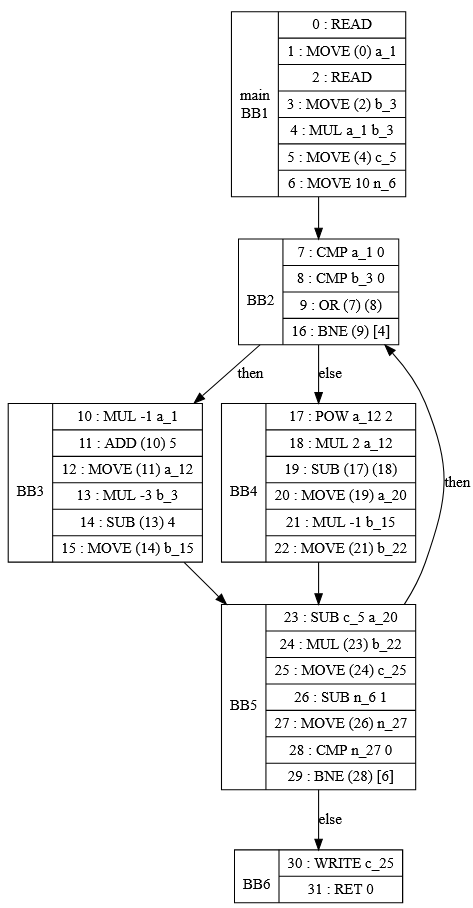 main
BB1
0 : READ
1 : MOVE (0) a_1
2 : READ
3 : MOVE (2) b_3
4 : MUL a_1 b_3
5 : MOVE (4) c_5
6 : MOVE 10 n_6
BB2
7 : CMP a_1 0
8 : CMP b_3 0
9 : OR (7) (8)
16 : BNE (9) [4]
then
else
BB3
10 : MUL -1 a_1
11 : ADD (10) 5
12 : MOVE (11) a_12
13 : MUL -3 b_3
14 : SUB (13) 4
15 : MOVE (14) b_15
BB4
17 : POW a_12 2
18 : MUL 2 a_12
19 : SUB (17) (18)
20 : MOVE (19) a_20
21 : MUL -1 b_15
22 : MOVE (21) b_22
then
BB5
23 : SUB c_5 a_20
24 : MUL (23) b_22
25 : MOVE (24) c_25
26 : SUB n_6 1
27 : MOVE (26) n_27
28 : CMP n_27 0
29 : BNE (28) [6]
else
BB6
30 : WRITE c_25
31 : RET 0